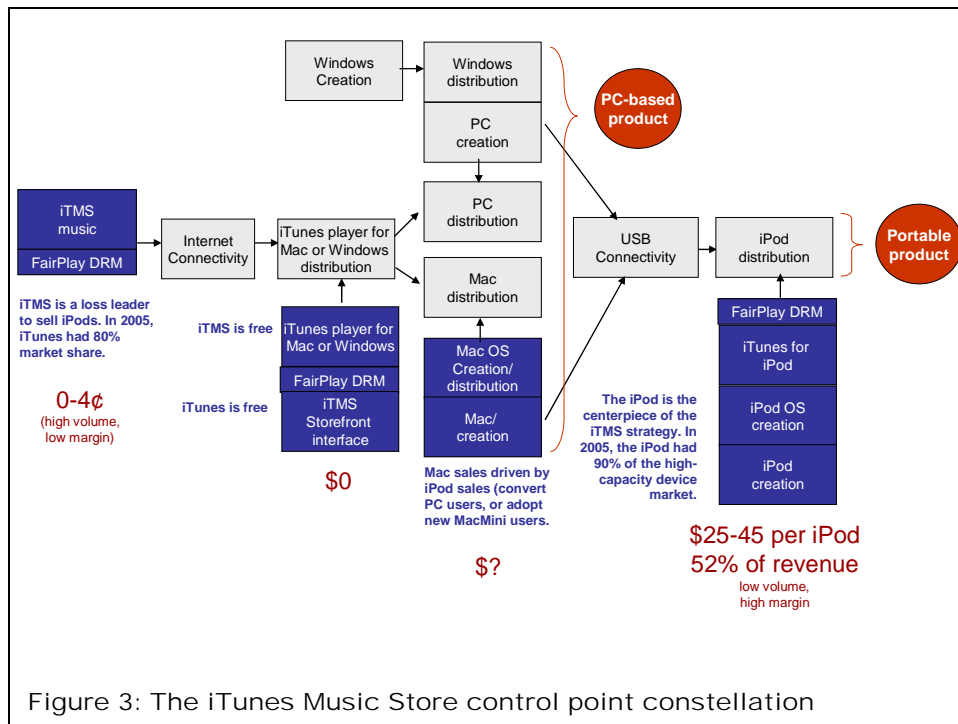 Windows
Creation
Windows
distribution
PC
creation
PC-based
product
iTMS
music
FairPlay DRM
Internet
Connectivity
iTunes player for
Mac or Windows
distribution
PC
distribution
Mac
distribution
USB
Connectivity
iPod
distribution
Portable
product
iTMS is a loss leader
to sell iPods. In 2005,
iTunes had 80%
market share.
0-4¢
(high volume,
low margin)
iTMS is free
iTunes is free
iTunes player for
Mac or Windows
FairPlay DRM
iTMS
Storefront
interface
$0
Mac OS
Creation/
distribution
Mac/
creation
Mac sales driven by
iPod sales (convert
PC users, or adopt
new MacMini users.
$?
The iPod is the
centerpiece of the
iTMS strategy. In
2005, the iPod had
90% of the high-
capacity device
market.
FairPlay DRM
iTunes for
iPod
iPod OS
creation
iPod
creation
$25-45 per iPod
52% of revenue
low volume,
high margin
Figure 3: The iTunes Music Store control point constellation